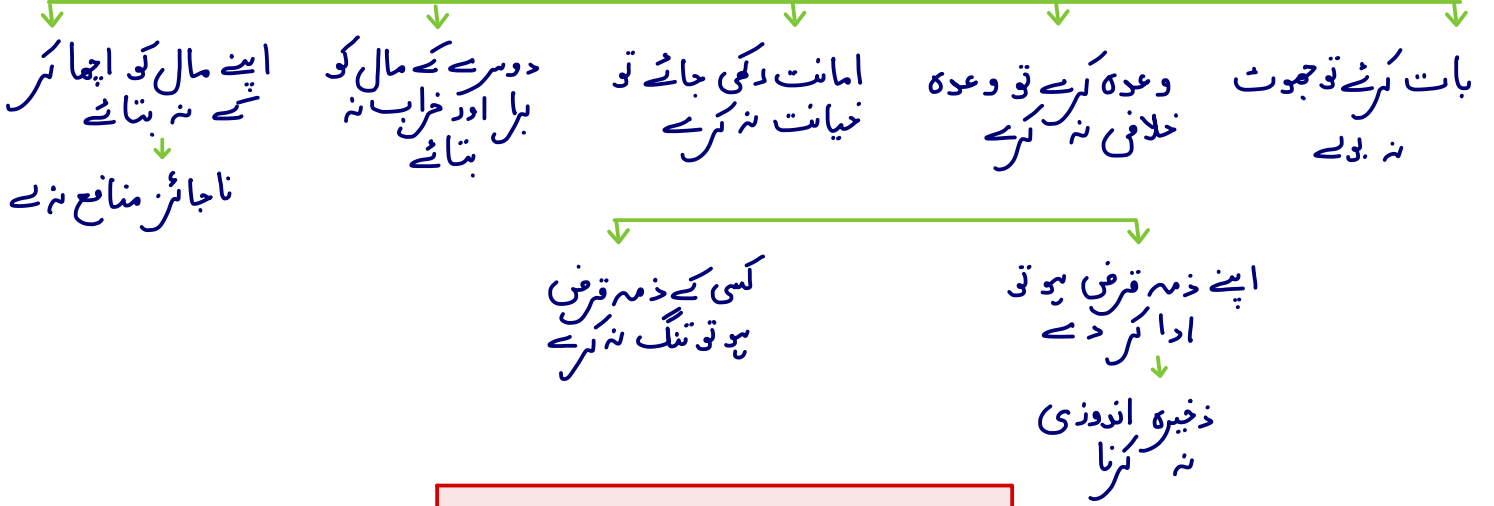 بات کرئے تو جھوٹ
نہ بولے
وعدہ کرے تو وعدہ
خلافی نہ کرے
امانت رکھی جائے تو
خیانت نہ کرے
دوسرے کے مال کو
برا اور خراب نہ
بتائے
اپنے مال کو اچھا کر
کے نہ بتائے
ناجائز منافع نہ لے
اپنے ذمہ قرض ہو تو
ادا کر دے
ذخیرہ اندوزی
نہ کرنا
کسی کے ذمہ قرض
ہو تو تنگ نہ کرے